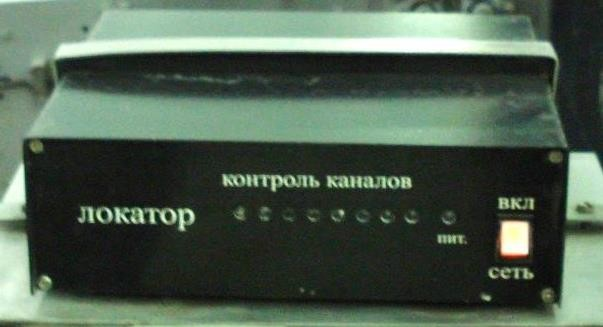 контроль каналов
локатор
вкл
пит.
сеть